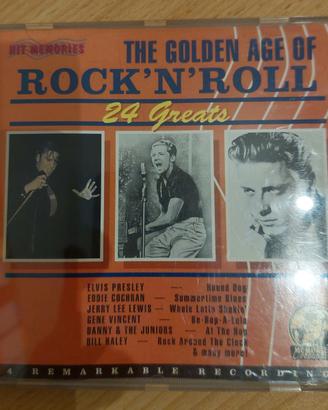 HIT MEMORIES
THE GOLDEN AGE OF
ROCK'N'ROLL
24 Greats
ELVIS PRESLEY — Hound Dog
EDDIE COCHRAN — Summertime Blues
JERRY LEE LEWIS — Whole Lotta Shakin'
GENE VINCENT — Be-Bop-A-Lula
DANNY & THE JUNIORS — At The Hop
BILL HALEY — Rock Around The Clock
& many more!
4 REMARKABLE RECORDING